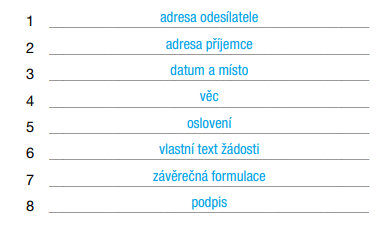 1 adresa odesílatele
2 adresa příjemce
3 datum a místo
4 věc
5 oslovení
6 vlastní text žádosti
7 závěrečná formulace
8 podpis